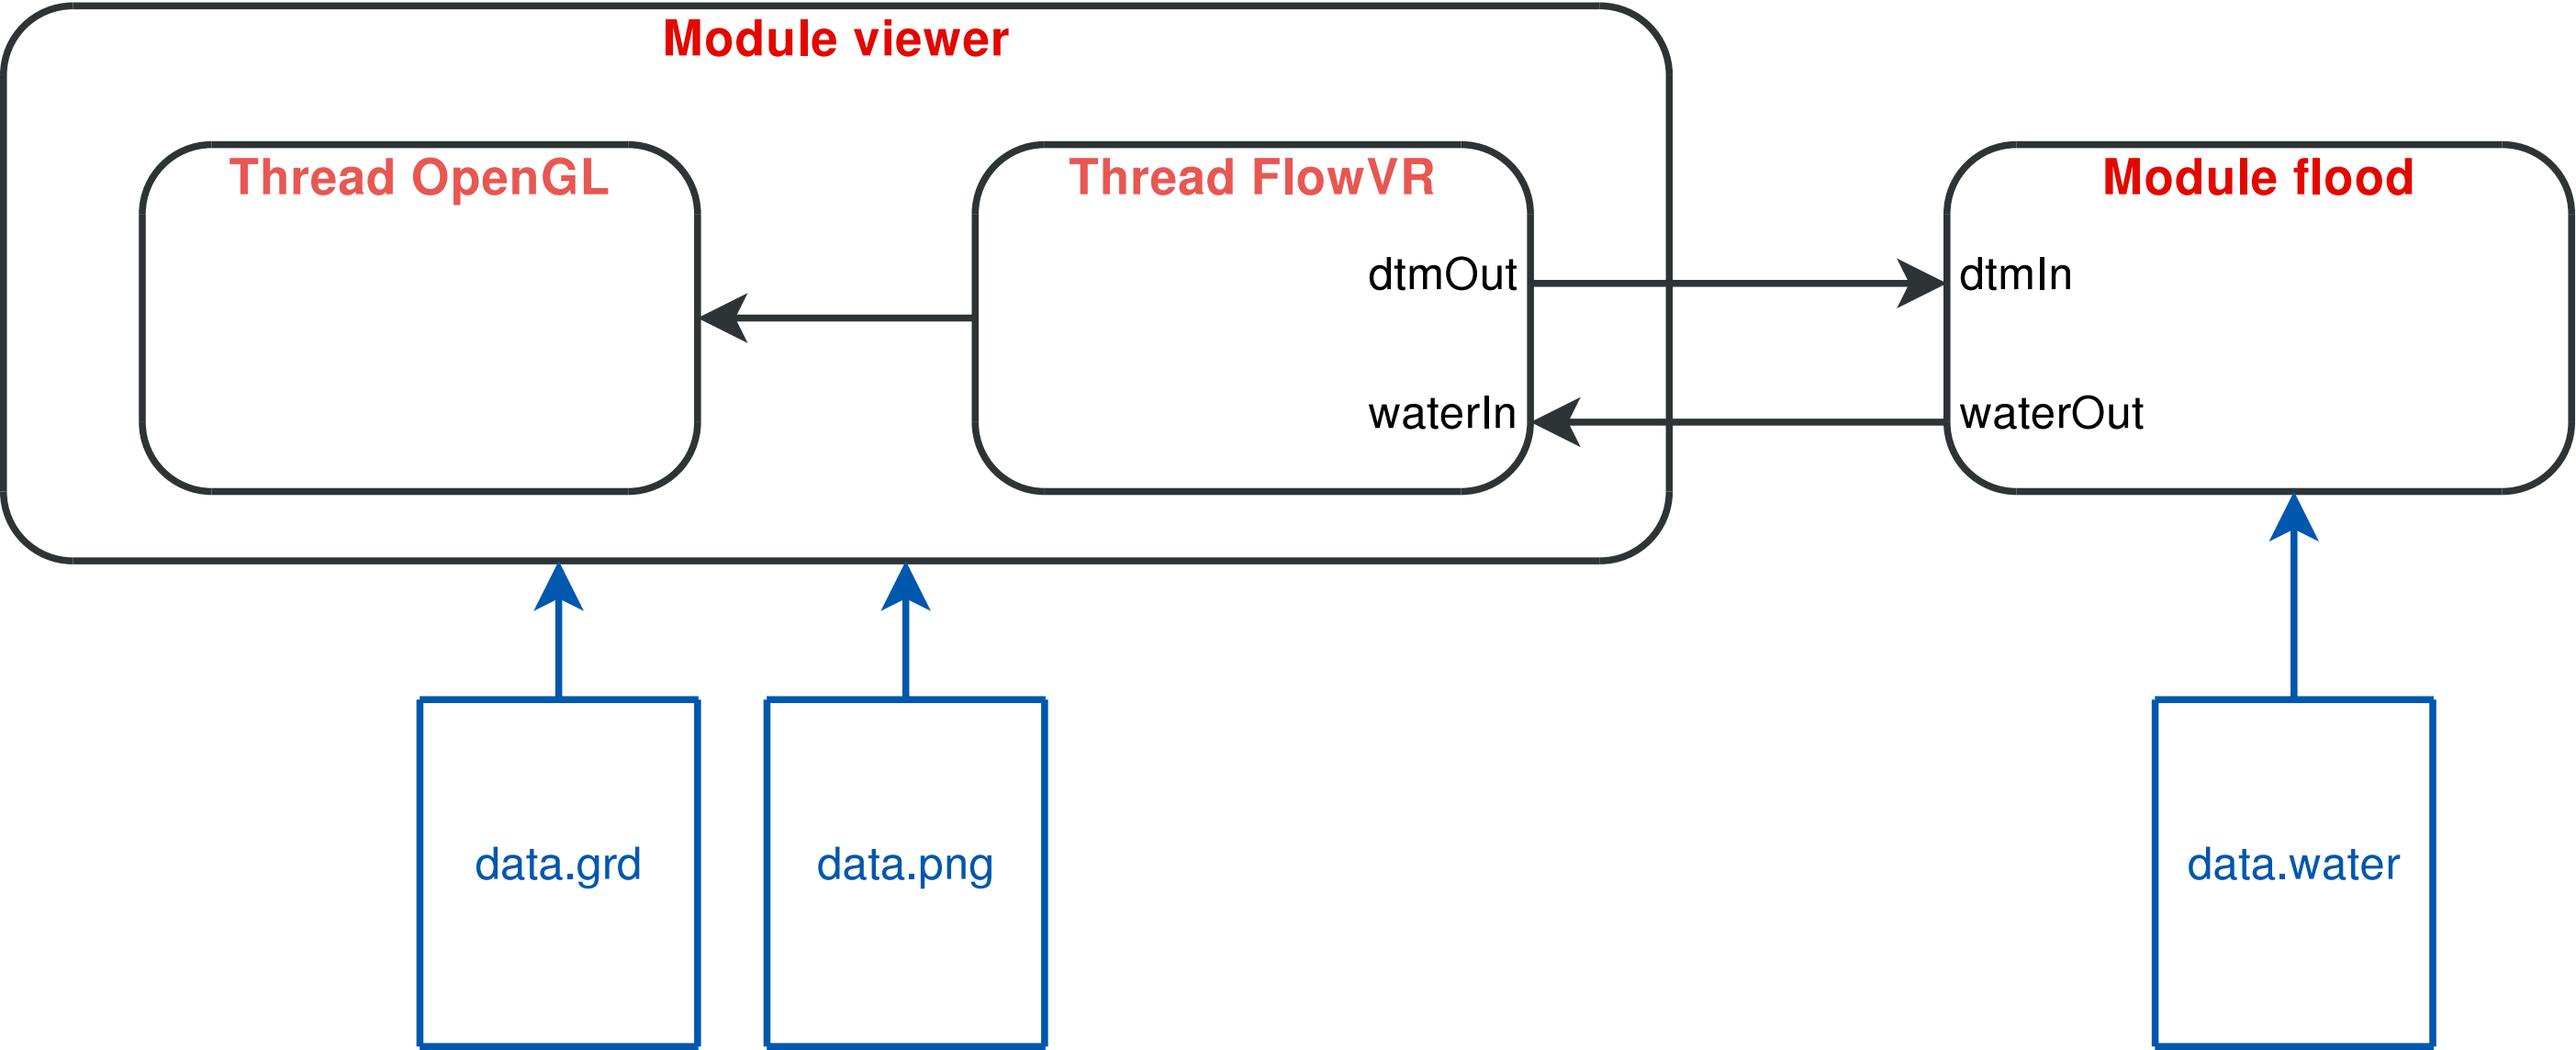 Module viewer
Thread OpenGL
Thread FlowVR
Module flood
dtmOut
dtmIn
waterIn
waterOut
data.grd
data.png
data.water